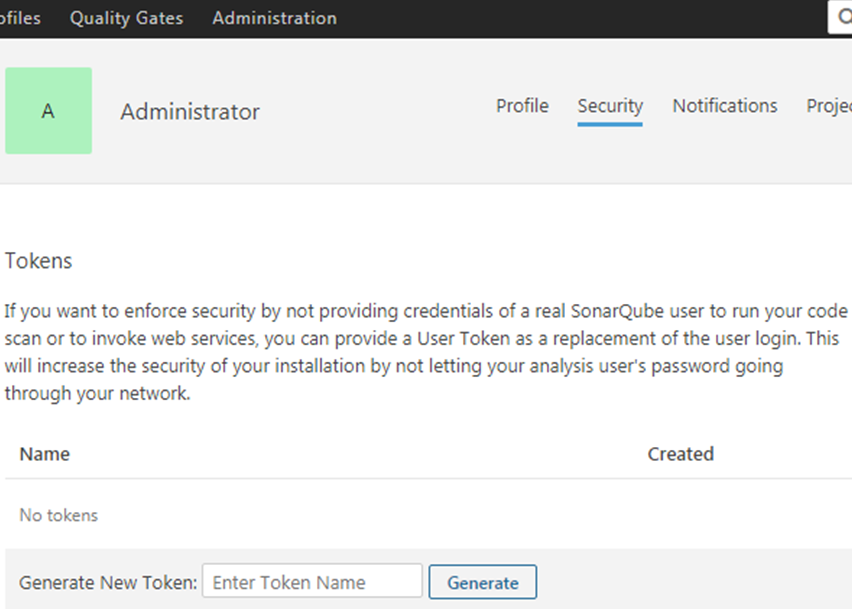 Quality Gates Administration
A
Administrator
Profile Security Notifications
Tokens
If you want to enforce security by not providing credentials of a real SonarQube user to run your code
scan or to invoke web services, you can provide a User Token as a replacement of the user login. This
will increase the security of your installation by not letting your analysis user's password going
through your network.
Name Created
No tokens
Generate New Token: Enter Token Name Generate